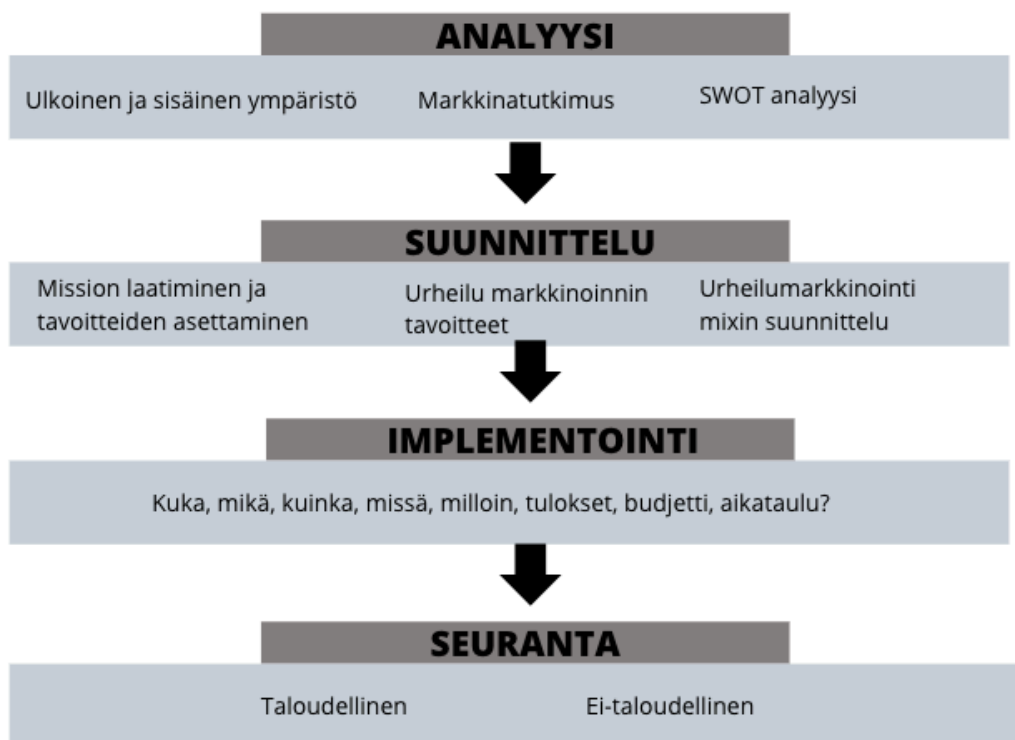 ANALYYSI
Ulkoinen ja sisäinen ympäristö
Markkinatutkimus
SWOT analyysi
SUUNNITTELU
Mission laatiminen ja
tavoitteiden asettaminen
Urheilu markkinoinnin
tavoitteet
Urheilumarkkinointi
mixin suunnittelu
IMPLEMENTOINTI
Kuka, mikä, kuinka, missä, milloin, tulokset, budjetti, aikataulu?
SEURANTA
Taloudellinen
Ei-taloudellinen